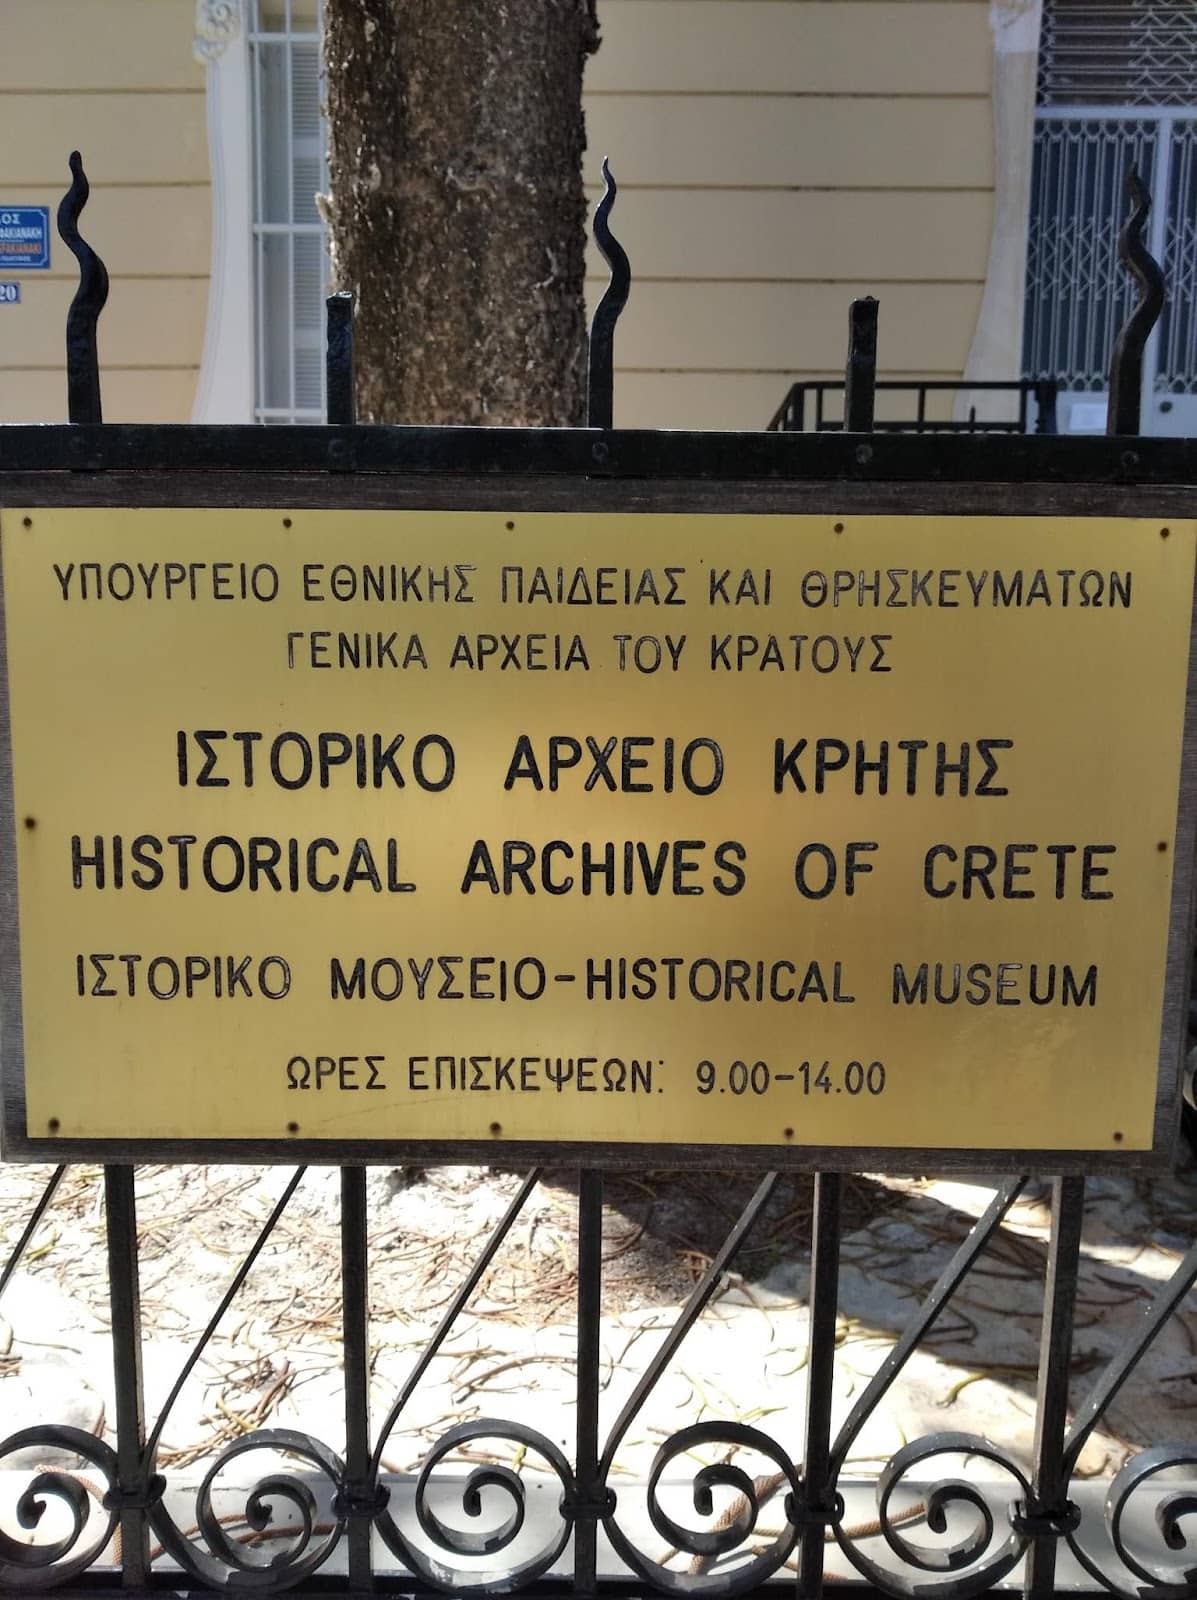 ΥΠΟΥΡΓΕΙΟ ΕΘΝΙΚΗΣ ΠΑΙΔΕΙΑΣ ΚΑΙ ΘΡΗΣΚΕΥΜΑΤΩΝ
ΓΕΝΙΚΑ ΑΡΧΕΙΑ ΤΟΥ ΚΡΑΤΟΥΣ
ΙΣΤΟΡΙΚΟ ΑΡΧΕΙΟ ΚΡΗΤΗΣ
HISTORICAL ARCHIVES OF CRETE
ΙΣΤΟΡΙΚΟ ΜΟΥΣΕΙΟ-HISTORICAL MUSEUM
ΩΡΕΣ ΕΠΙΣΚΕΨΕΩΝ: 9.00-14.00
20